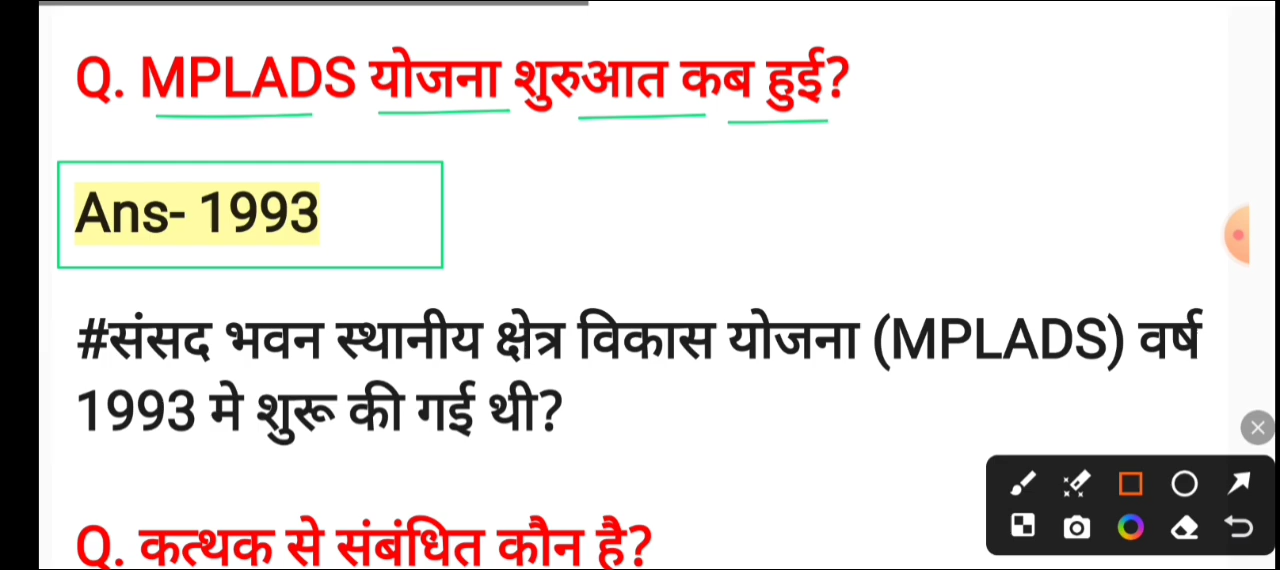 Q. MPLADS योजना शुरुआत कब हुई?
Ans- 1993
#संसद भवन स्थानीय क्षेत्र विकास योजना (MPLADS) वर्ष
1993 मे शुरू की गई थी?
Q. कत्थक से संबंधित कौन है?